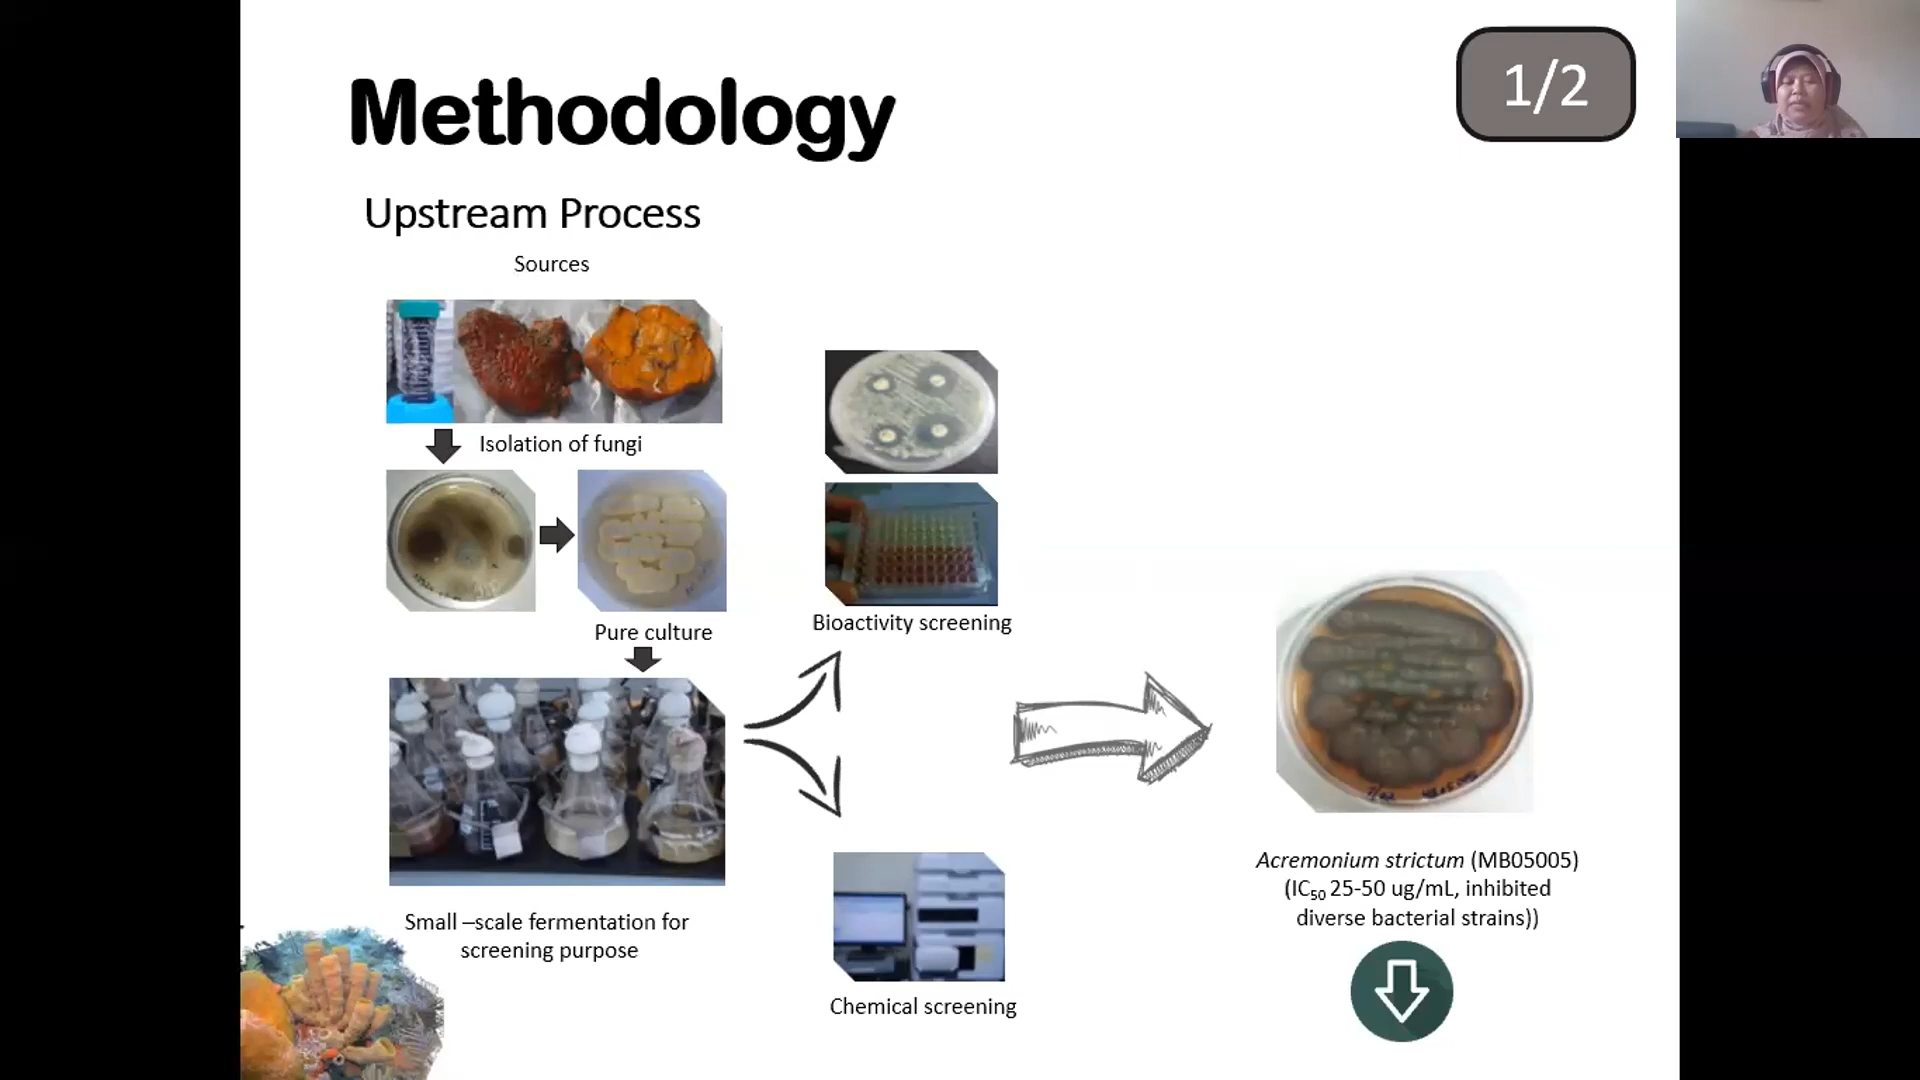 Methodology
1/2
Upstream Process
Sources
Isolation of fungi
Pure culture
Small –scale fermentation for
screening purpose
Bioactivity screening
Chemical screening
Acremonium strictum (MB05005)
(IC50 25-50 ug/mL, inhibited
diverse bacterial strains))